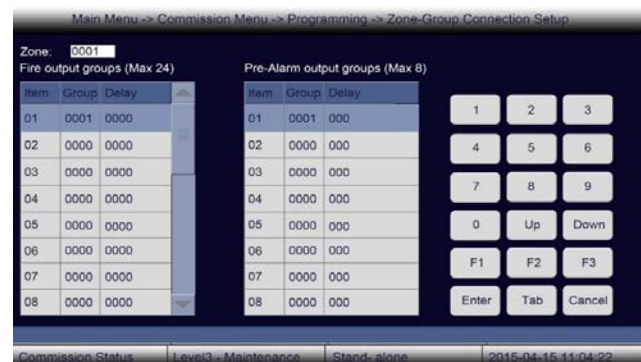 Main Menu -> Commission Menu -> Programming -> Zone-Group Connection Setup
Zone: 0001
Fire output groups (Max 24)
Pre-Alarm output groups (Max 8)
Item Group Delay
01 0001 0000
02 0000 0000
03 0000 0000
04 0000 0000
05 0000 0000
06 0000 0000
07 0000 0000
08 0000 0000
Item Group Delay
01 0001 000
02 0000 000
03 0000 000
04 0000 000
05 0000 000
06 0000 000
07 0000 000
08 0000 000
1 2 3
4 5 6
7 8 9
0 Up Down
F1 F2 F3
Enter Tab Cancel
Commission Status Level3 - Maintenance Stand- alone 2015-04-15 11:04:22